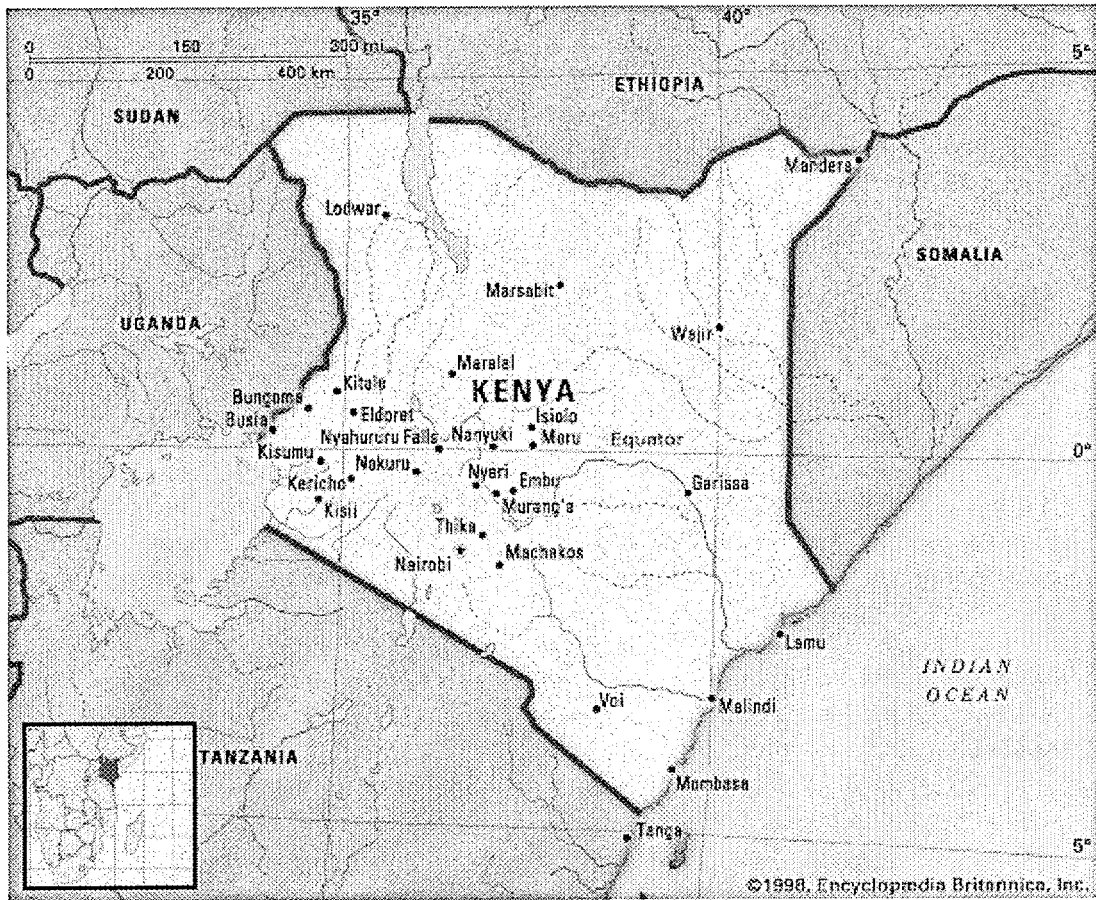 35°
40°
0 150 300 mi
0 200 400 km
5°
ETHIOPIA
SUDAN
Mandera
Lodwar
SOMALIA
Marsabit
UGANDA
Wajir
Maralal
Kitale
KENYA
Bungoma
Eldoret
Busia
Isiolo
Nyahururu Falls
Nanyuki
Meru
Equator
Kisumu
0°
Nakuru
Nyeri
Embu
Kericho
Garissa
Murang'a
Kisii
Thika
Nairobi
Machakos
Lamu
INDIAN
OCEAN
Voi
Malindi
TANZANIA
Mombasa
Tanga
5°
©1998, Encyclopædia Britannica, Inc.